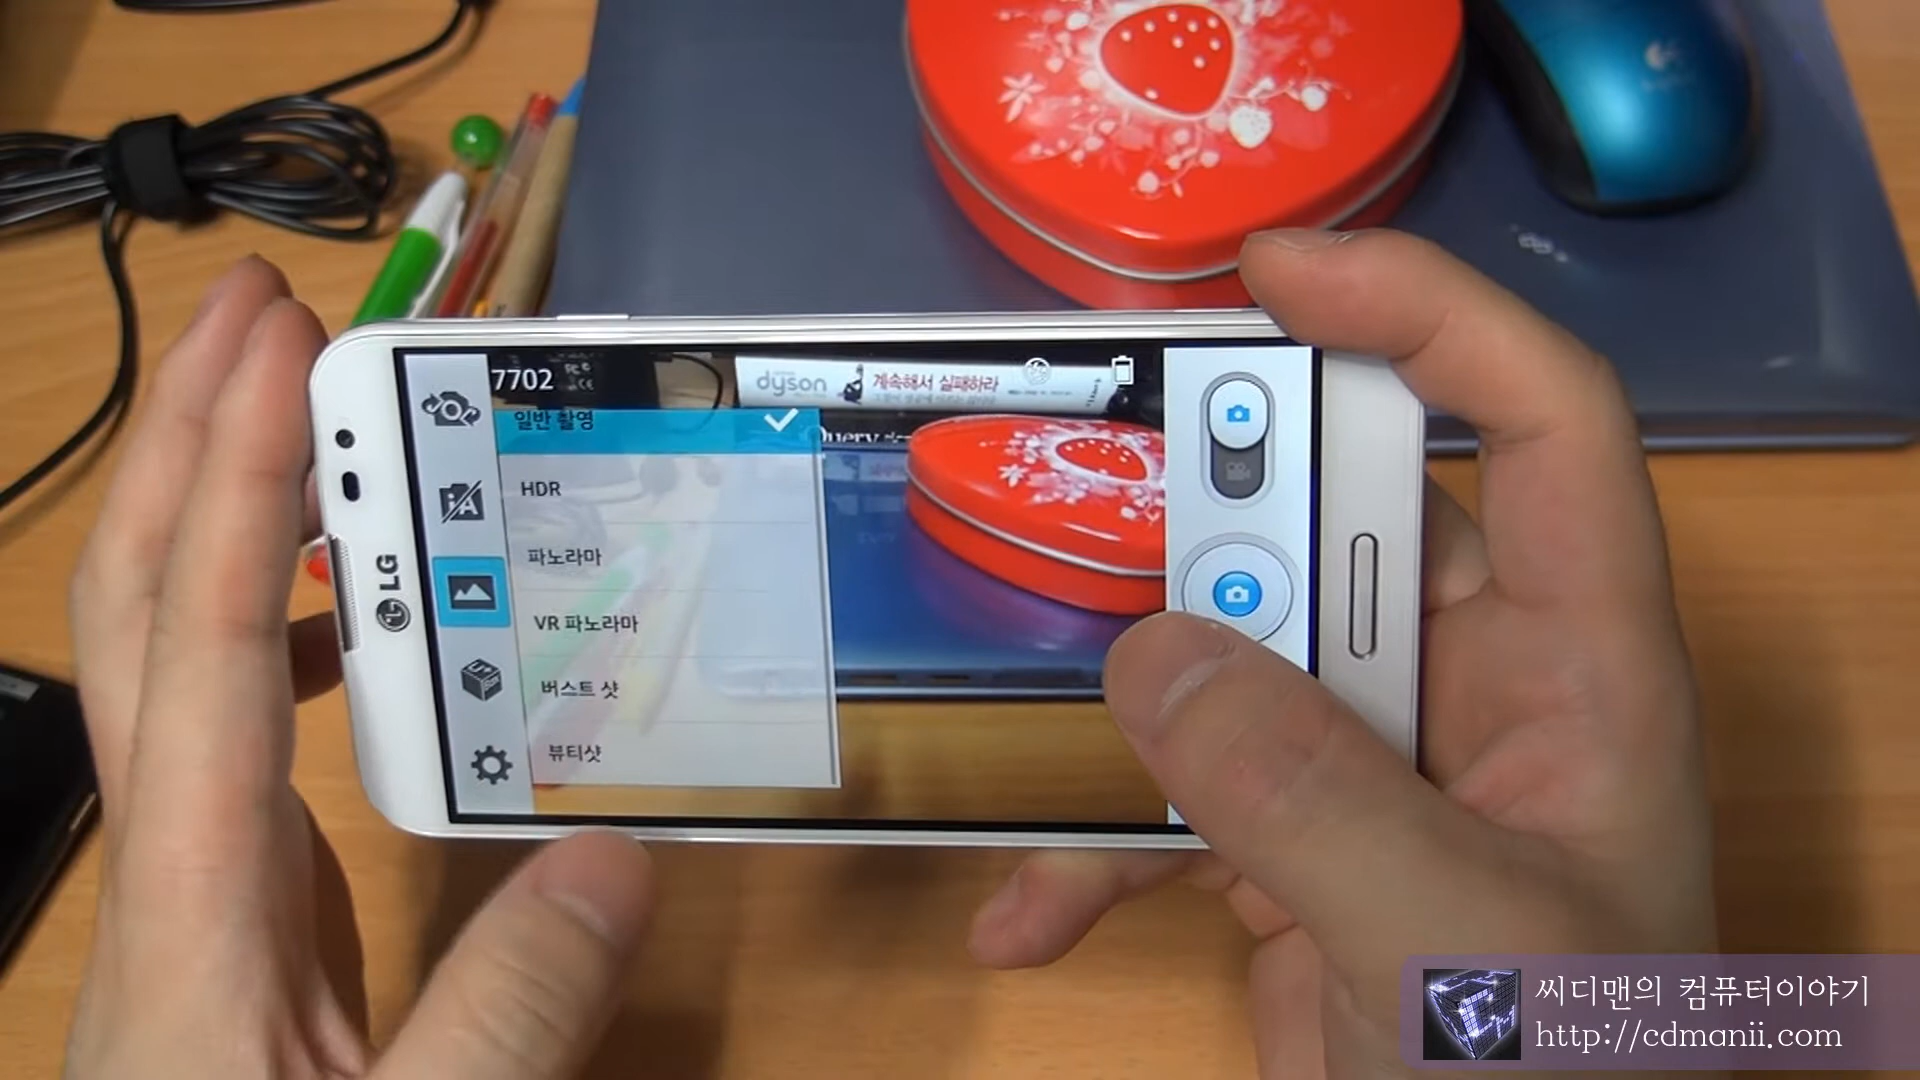 7702
dyson
계속해서 실패하라
일반 촬영
HDR
파노라마
VR 파노라마
버스트 샷
뷰티샷
LG
씨디맨의 컴퓨터이야기
http://cdmanii.com